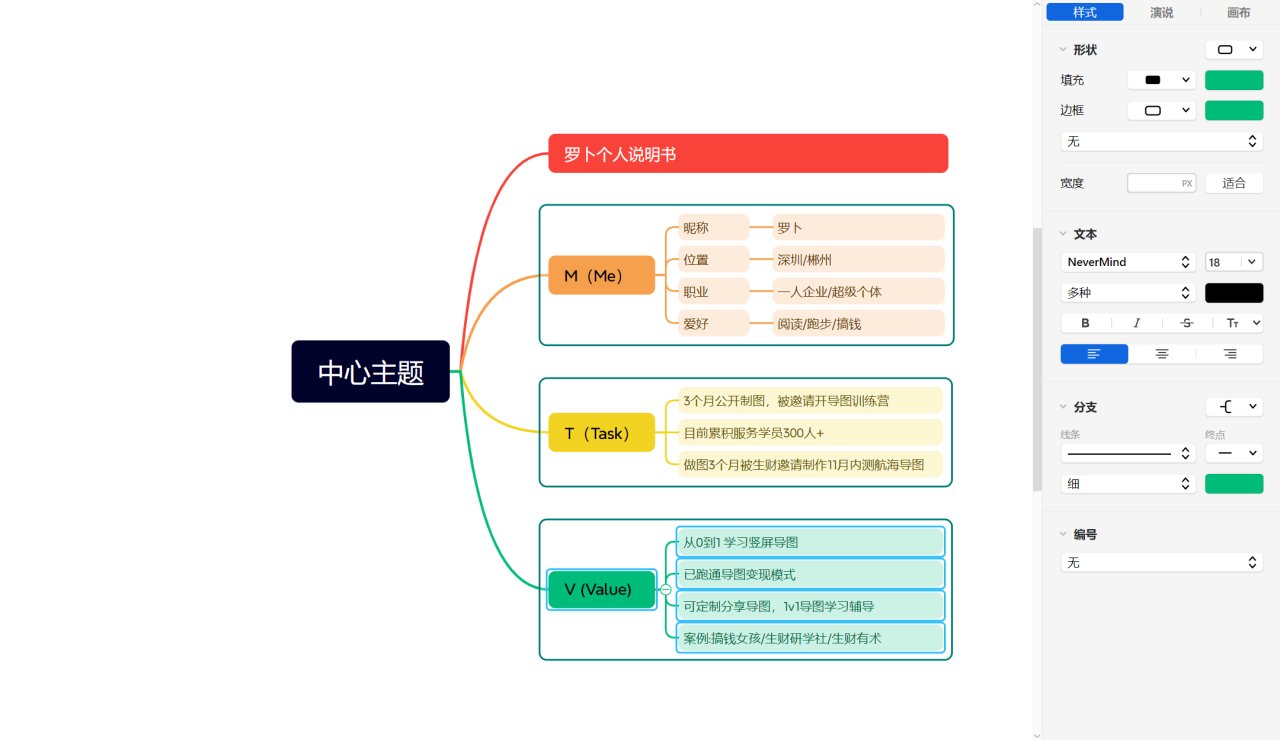 中心主题
罗卜个人说明书
M（Me）
昵称
罗卜
位置
深圳/郴州
职业
一人企业/超级个体
爱好
阅读/跑步/搞钱
T（Task）
3个月公开制图，被邀请开导图训练营
目前累积服务学员300人+
做图3个月被生财邀请制作11月内测航海导图
V (Value)
从0到1 学习竖屏导图
已跑通导图变现模式
可定制分享导图，1v1导图学习辅导
案例:搞钱女孩/生财研学社/生财有术
样式 演说 画布
形状
填充
边框
无
宽度 PX 适合
文本
NeverMind 18
多种
B I S Tт
分支
线条 终点
细
编号
无